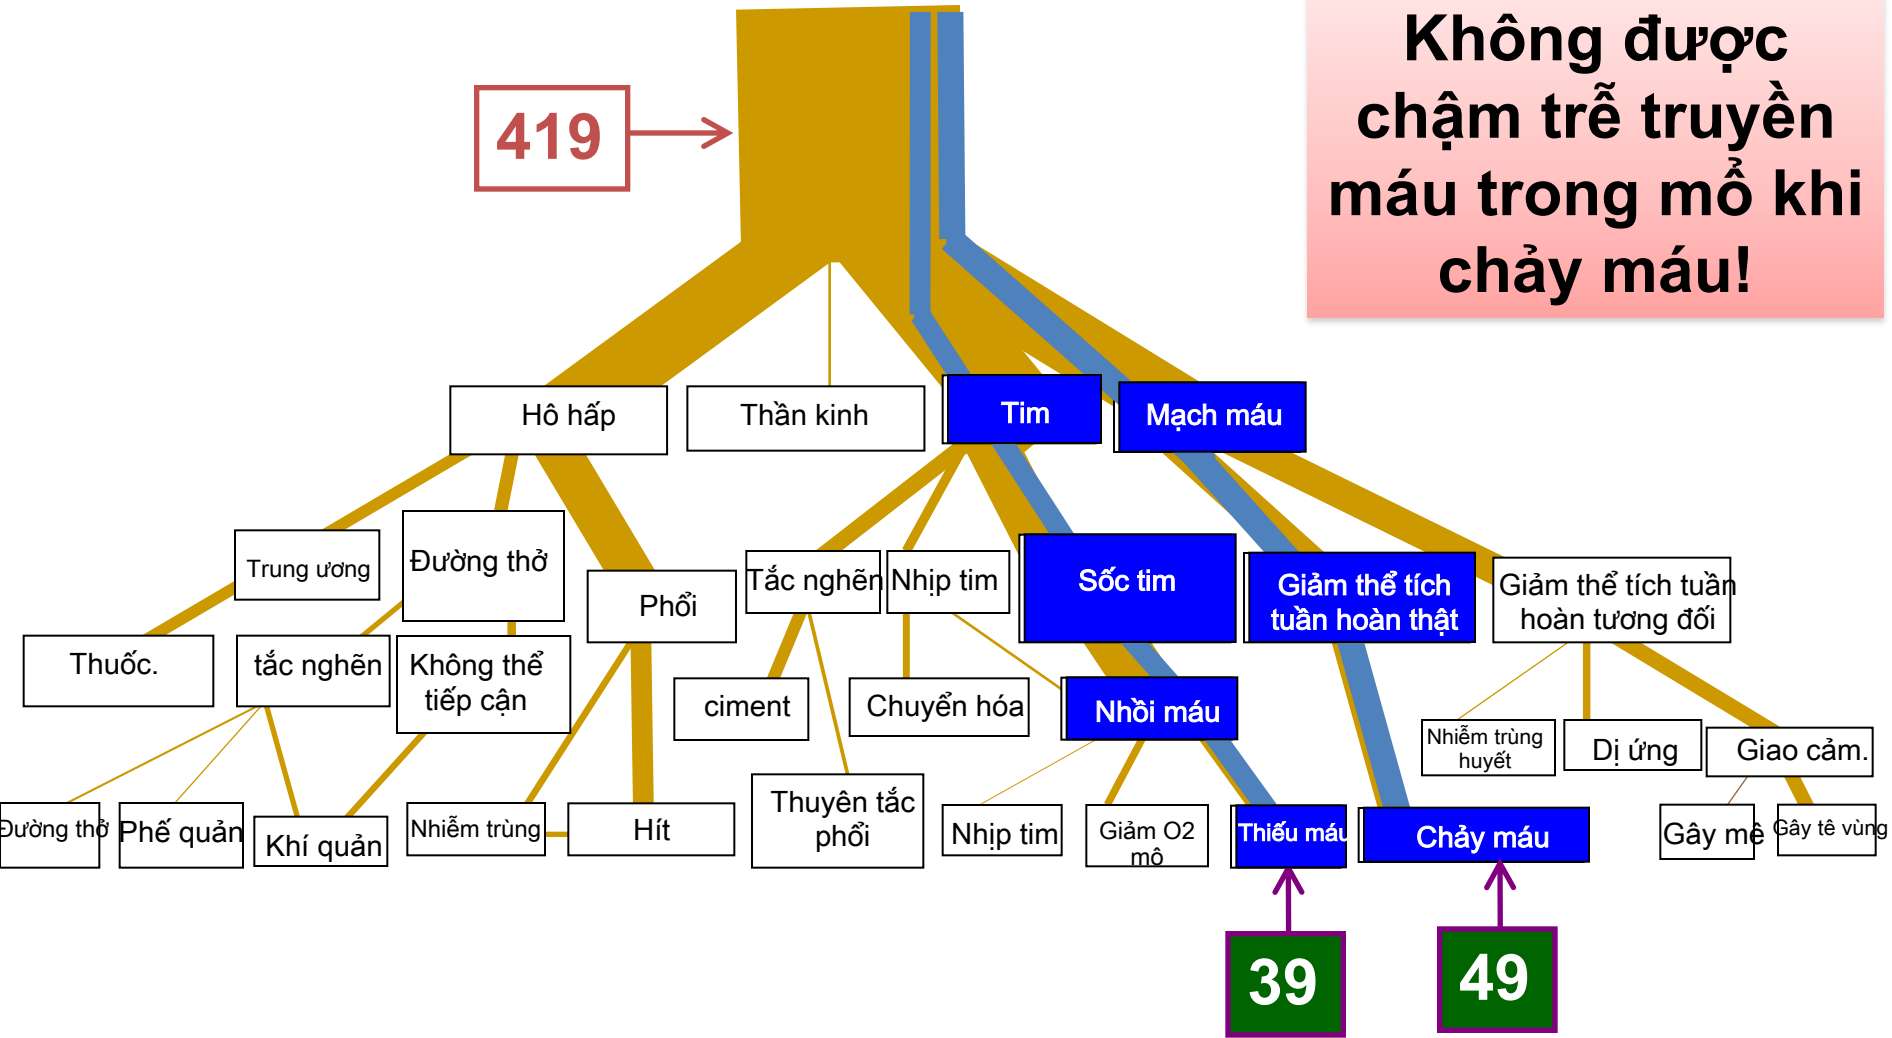 Không được
chậm trễ truyền
máu trong mổ khi
chảy máu!
419
Hô hấp
Thần kinh
Tim
Mạch máu
Trung ương
Đường thở
Phổi
Tắc nghẽn
Nhịp tim
Sốc tim
Giảm thể tích
tuần hoàn thật
Giảm thể tích tuần
hoàn tương đối
Thuốc.
tắc nghẽn
Không thể
tiếp cận
ciment
Chuyển hóa
Nhồi máu
Nhiễm trùng
huyết
Dị ứng
Giao cảm.
Đường thở
Phế quản
Khí quản
Nhiễm trùng
Hít
Thuyên tắc
phổi
Nhịp tim
Giảm O2
mô
Thiếu máu
Chảy máu
Gây mê
Gây tê vùng
39
49